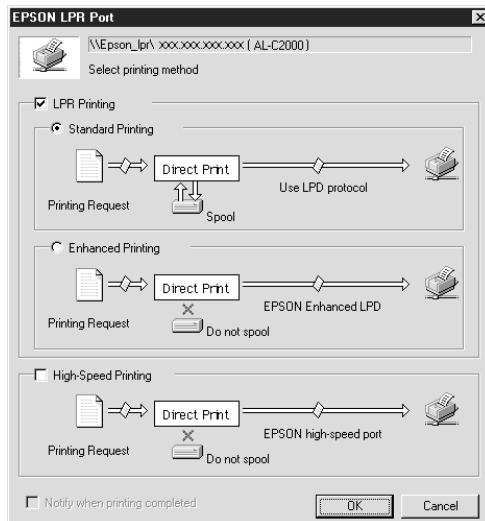 EPSON LPR Port
\\Epson_lpr\ xxx.xxx.xxx.xxx ( AL-C2000 )
Select printing method
LPR Printing
Standard Printing
Direct Print
Use LPD protocol
Printing Request
Spool
Enhanced Printing
Direct Print
EPSON Enhanced LPD
Printing Request
Do not spool
High-Speed Printing
Direct Print
EPSON high-speed port
Printing Request
Do not spool
Notify when printing completed
OK
Cancel